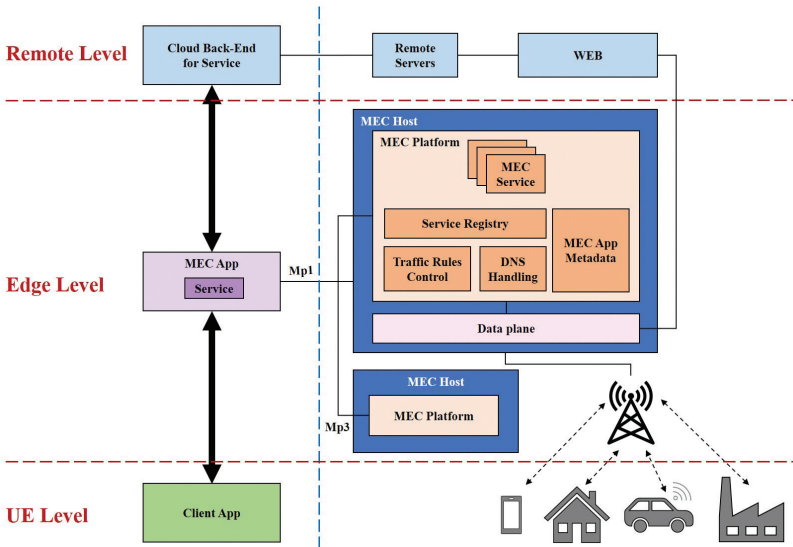 Remote Level
Cloud Back-End
for Service
Remote
Servers
WEB
Edge Level
MEC App
Service
Mp1
MEC Host
MEC Platform
MEC
Service
Service Registry
Traffic Rules
Control
DNS
Handling
MEC App
Metadata
Data plane
MEC Host
MEC Platform
Mp3
UE Level
Client App